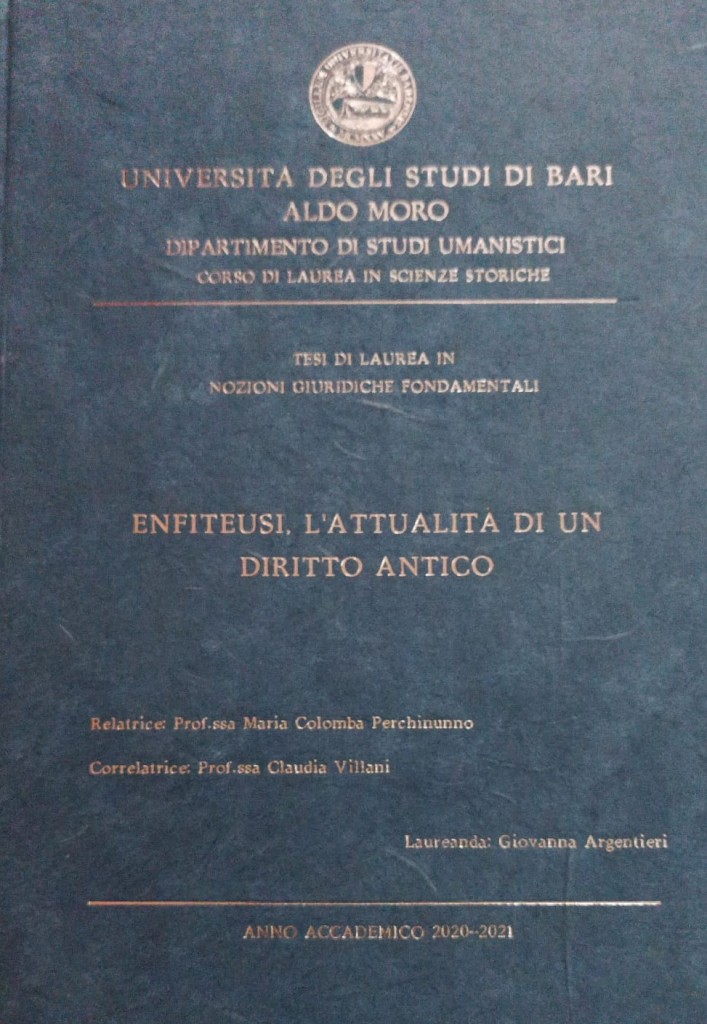 UNIVERSITA DEGLI STUDI DI BARI
ALDO MORO
DIPARTIMENTO DI STUDI UMANISTICI
CORSO DI LAUREA IN SCIENZE STORICHE
TESI DI LAUREA IN
NOZIONI GIURIDICHE FONDAMENTALI
ENFITEUSI, L'ATTUALITÀ DI UN
DIRITTO ANTICO
Relatrice: Prof.ssa Maria Colomba Perchinunno
Correlatrice: Prof.ssa Claudia Villani
Laureanda: Giovanna Argentieri
ANNO ACCADEMICO 2020-2021